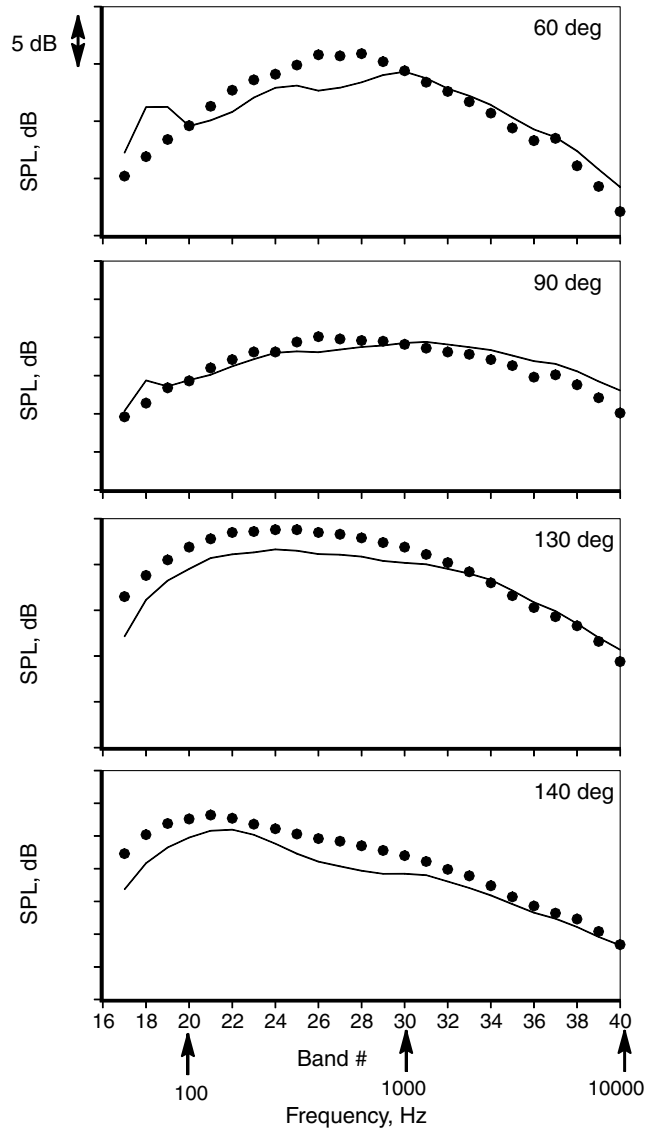 5 dB
60 deg
SPL, dB
90 deg
SPL, dB
130 deg
SPL, dB
140 deg
SPL, dB
16 18 20 22 24 26 28 30 32 34 36 38 40
Band #
100 1000 10000
Frequency, Hz